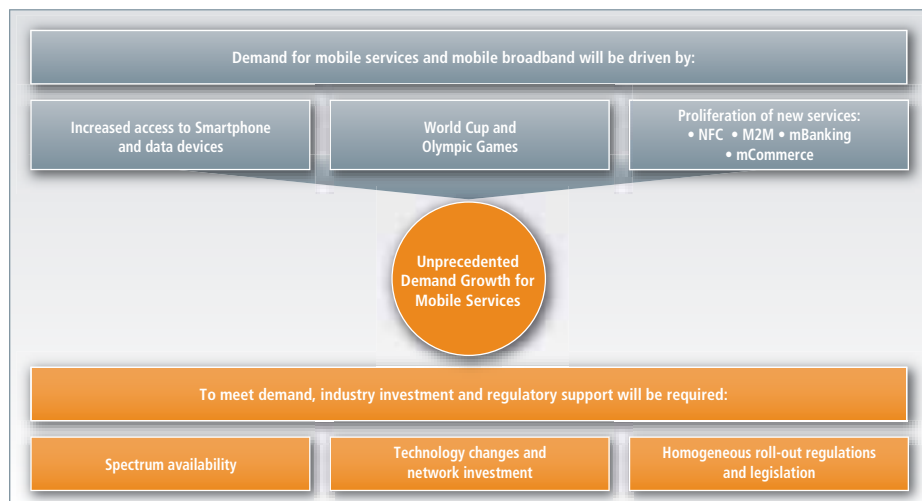 Demand for mobile services and mobile broadband will be driven by:
Increased access to Smartphone
and data devices
World Cup and
Olympic Games
Proliferation of new services:
• NFC • M2M • mBanking
• mCommerce
Unprecedented
Demand Growth for
Mobile Services
To meet demand, industry investment and regulatory support will be required:
Spectrum availability
Technology changes and
network investment
Homogeneous roll-out regulations
and legislation